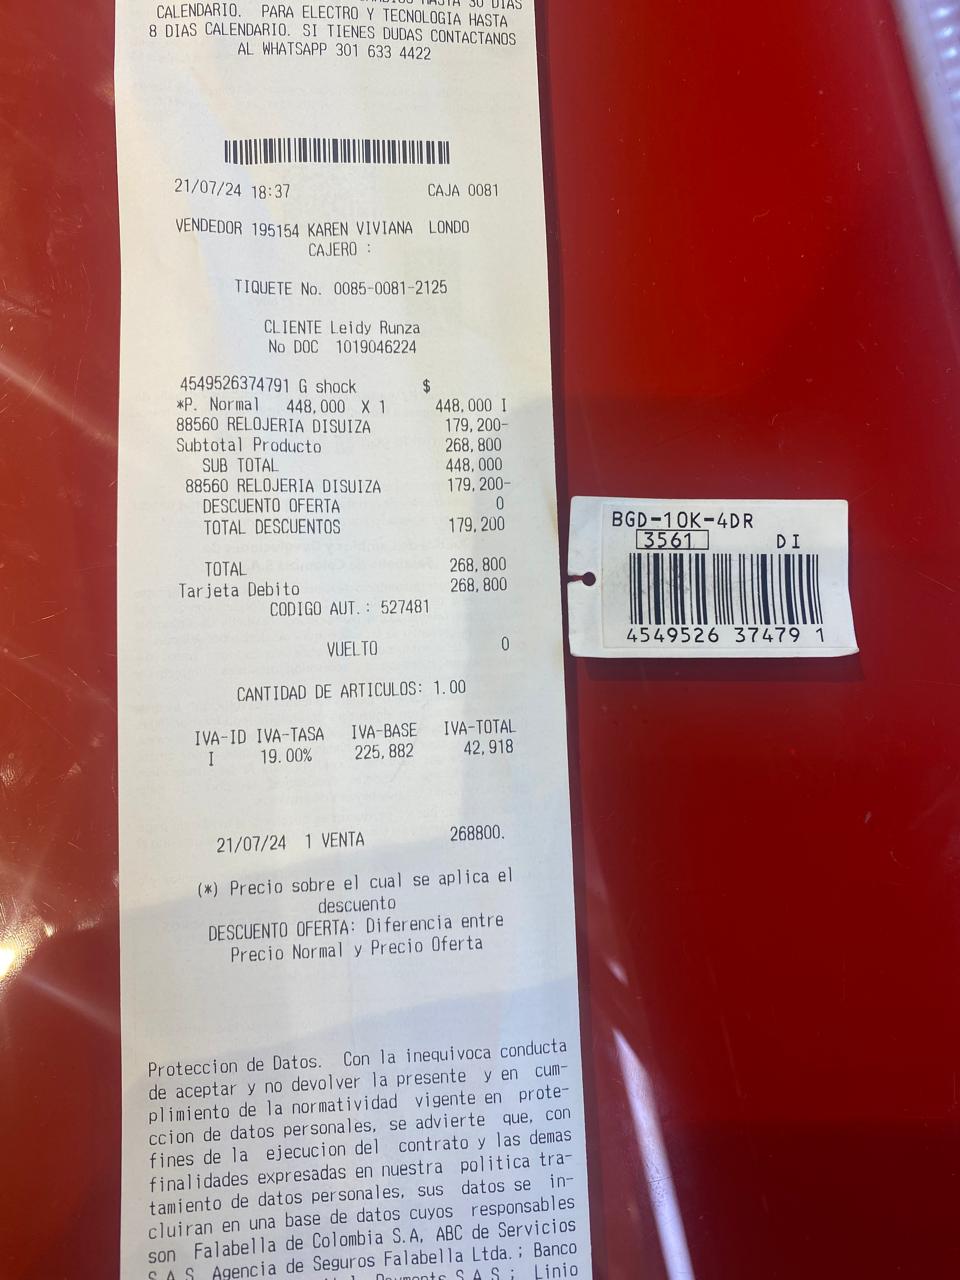 HASTA 30 DIAS
CALENDARIO. PARA ELECTRO Y TECNOLOGIA HASTA
8 DIAS CALENDARIO. SI TIENES DUDAS CONTACTANOS
AL WHATSAPP 301 633 4422
21/07/24 18:37 CAJA 0081
VENDEDOR 195154 KAREN VIVIANA LONDO
CAJERO :
TIQUETE No. 0085-0081-2125
CLIENTE Leidy Runza
No DOC 1019046224
4549526374791 G shock $
*P. Normal 448,000 X 1 448,000 I
88560 RELOJERIA DISUIZA 179,200-
Subtotal Producto 268,800
SUB TOTAL 448,000
88560 RELOJERIA DISUIZA 179,200-
DESCUENTO OFERTA 0
TOTAL DESCUENTOS 179,200
TOTAL 268,800
Tarjeta Debito 268,800
CODIGO AUT.: 527481
VUELTO 0
CANTIDAD DE ARTICULOS: 1.00
IVA-ID IVA-TASA IVA-BASE IVA-TOTAL
I 19.00% 225,882 42,918
21/07/24 1 VENTA 268800.
(*) Precio sobre el cual se aplica el
descuento
DESCUENTO OFERTA: Diferencia entre
Precio Normal y Precio Oferta
Proteccion de Datos. Con la inequivoca conducta
de aceptar y no devolver la presente y en cum-
plimiento de la normatividad vigente en prote-
ccion de datos personales, se advierte que, con
fines de la ejecucion del contrato y las demas
finalidades expresadas en nuestra politica tra-
tamiento de datos personales, sus datos se in-
cluiran en una base de datos cuyos responsables
son Falabella de Colombia S.A, ABC de Servicios
S.A.S, Agencia de Seguros Falabella Ltda.; Banco
S.A.S.; Linio
BGD-10K-4DR
3561 DI
4549526 37479 1